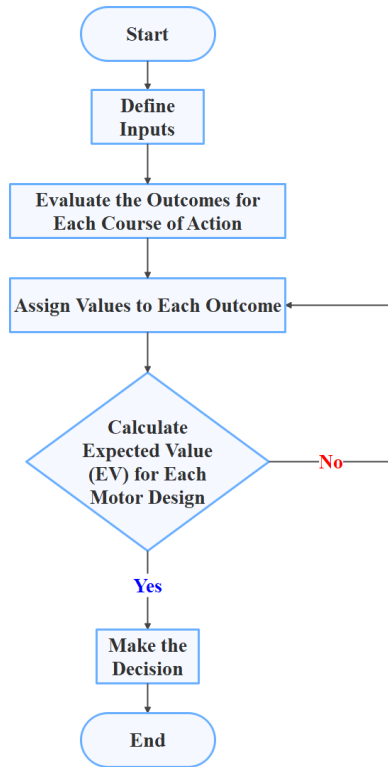 Start
Define
Inputs
Evaluate the Outcomes for
Each Course of Action
Assign Values to Each Outcome
Calculate
Expected Value
(EV) for Each
Motor Design
No
Yes
Make the
Decision
End